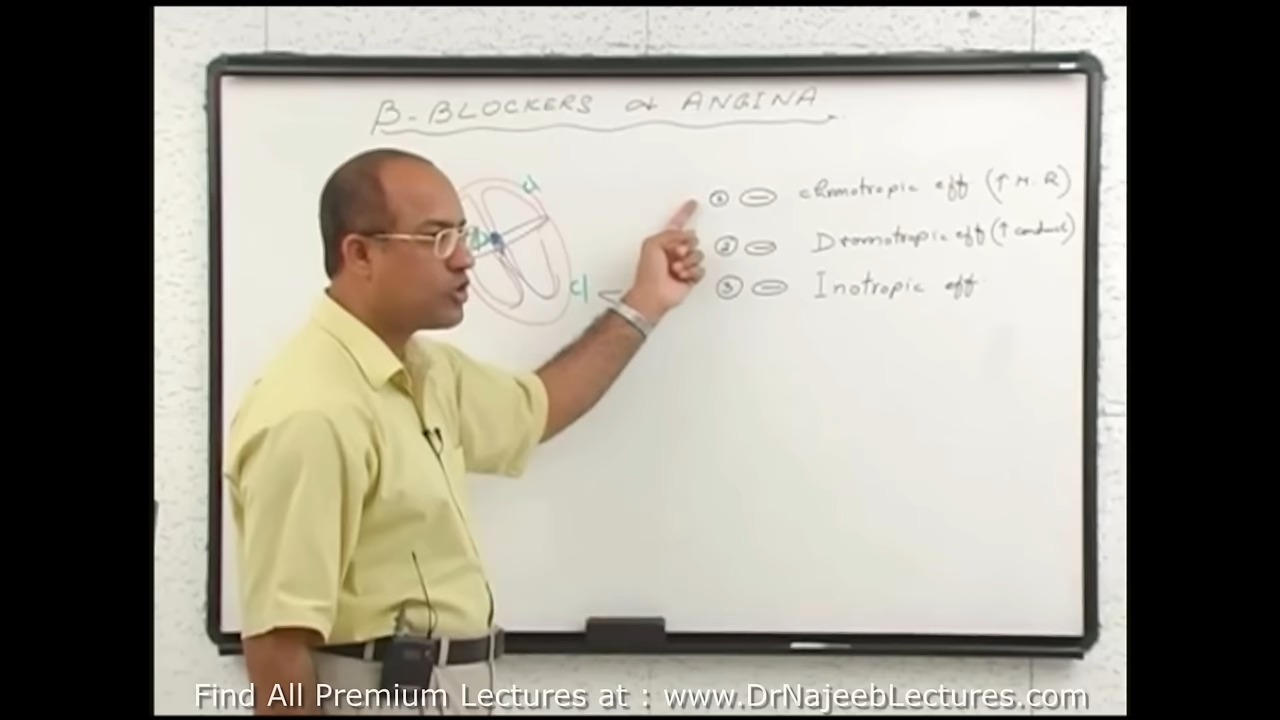 β-BLOCKERS & ANGINA
① ⊖ chronotropic eff (↑ H.R)
② ⊖ Dromotropic eff (↑ conduct)
③ ⊖ Inotropic eff
Find All Premium Lectures at : www.DrNajeebLectures.com